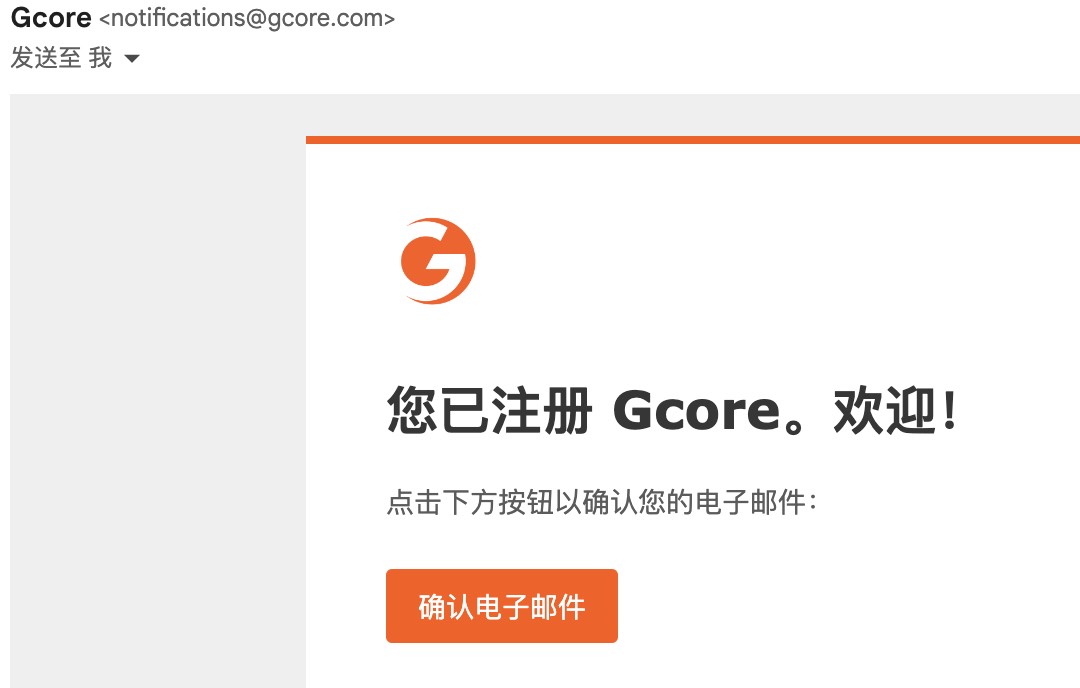 Gcore <notifications@gcore.com>
发送至 我
您已注册 Gcore。欢迎！
点击下方按钮以确认您的电子邮件：
确认电子邮件